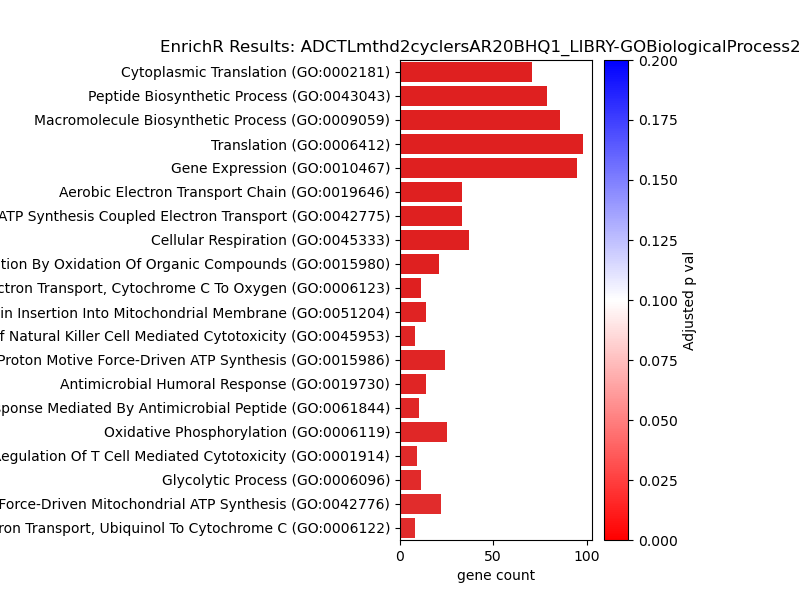 EnrichR Results: ADCTLmthd2cyclersAR20BHQ1_LIBRY-GOBiologicalProcess2
Cytoplasmic Translation (GO:0002181)
Peptide Biosynthetic Process (GO:0043043)
Macromolecule Biosynthetic Process (GO:0009059)
Translation (GO:0006412)
Gene Expression (GO:0010467)
Aerobic Electron Transport Chain (GO:0019646)
ATP Synthesis Coupled Electron Transport (GO:0042775)
Cellular Respiration (GO:0045333)
tion By Oxidation Of Organic Compounds (GO:0015980)
ctron Transport, Cytochrome C To Oxygen (GO:0006123)
in Insertion Into Mitochondrial Membrane (GO:0051204)
f Natural Killer Cell Mediated Cytotoxicity (GO:0045953)
Proton Motive Force-Driven ATP Synthesis (GO:0015986)
Antimicrobial Humoral Response (GO:0019730)
sponse Mediated By Antimicrobial Peptide (GO:0061844)
Oxidative Phosphorylation (GO:0006119)
egulation Of T Cell Mediated Cytotoxicity (GO:0001914)
Glycolytic Process (GO:0006096)
Force-Driven Mitochondrial ATP Synthesis (GO:0042776)
ron Transport, Ubiquinol To Cytochrome C (GO:0006122)
0 50 100
gene count
0.200
0.175
0.150
0.125
0.100
0.075
0.050
0.025
0.000
Adjusted p val